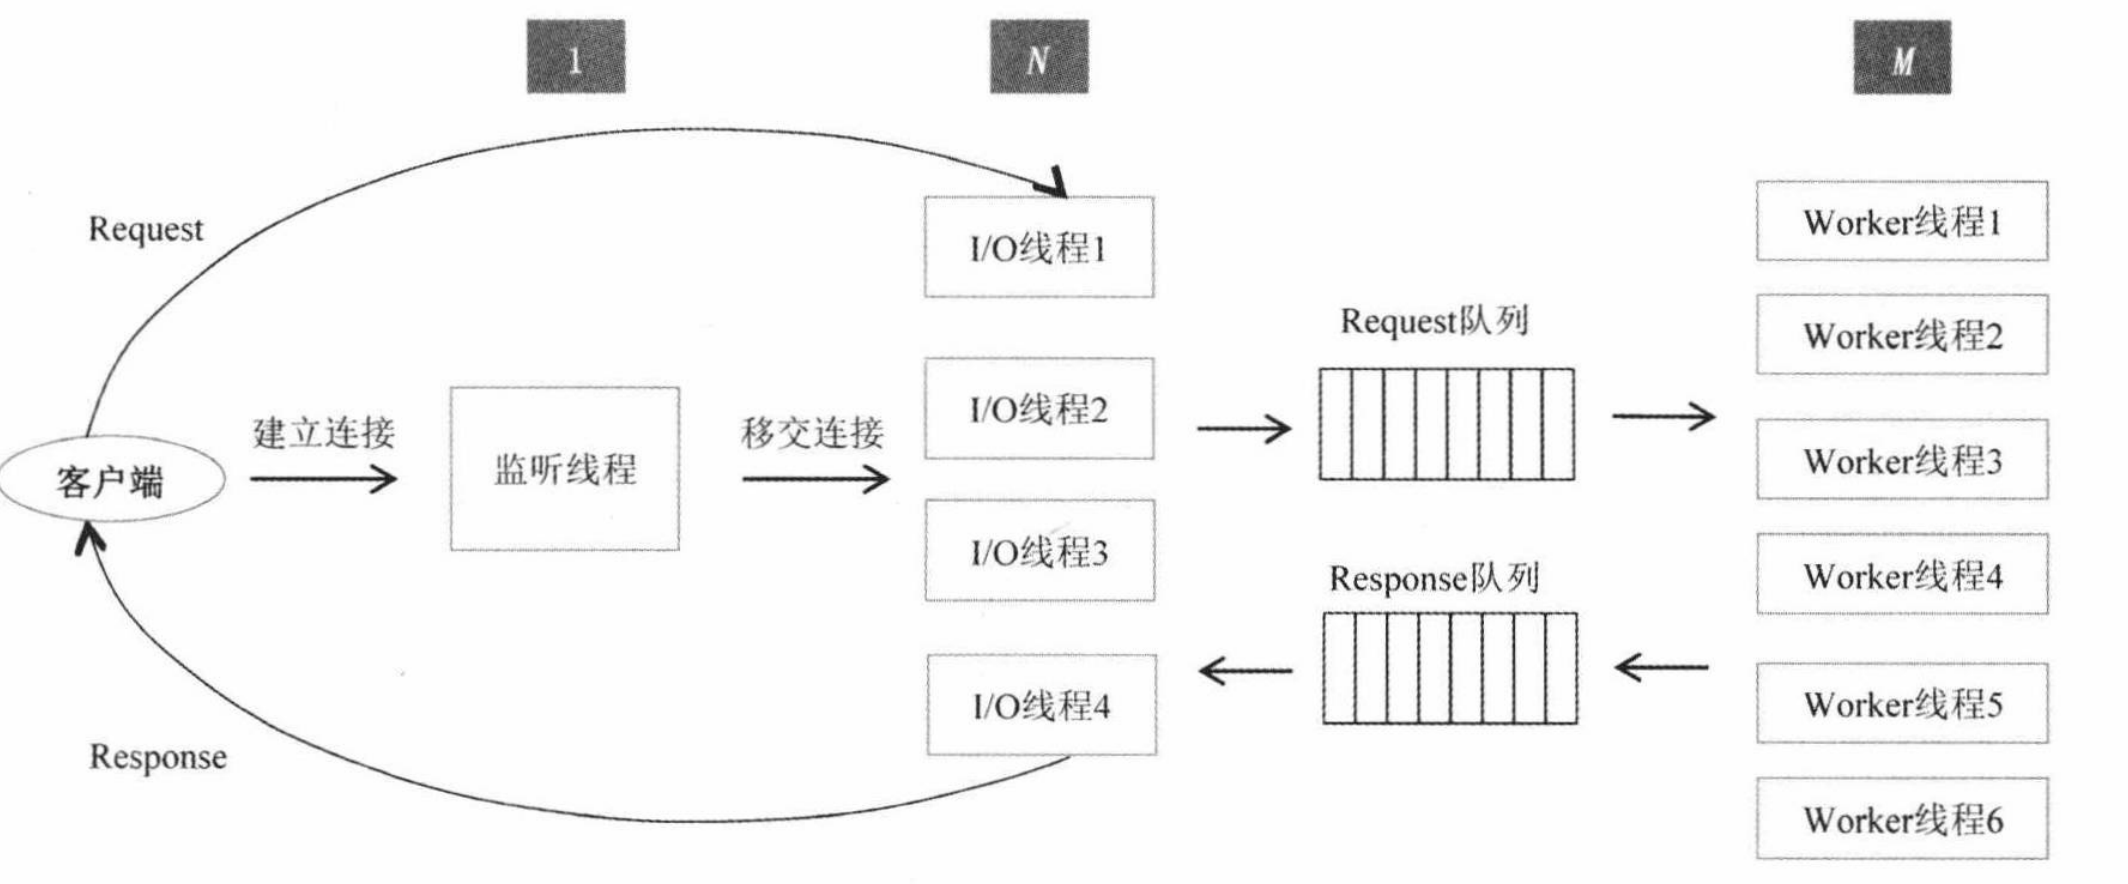 1
N
M
Request
I/O线程1
Worker线程1
Request队列
Worker线程2
建立连接
移交连接
I/O线程2
客户端
监听线程
Worker线程3
I/O线程3
Response队列
Worker线程4
I/O线程4
Worker线程5
Response
Worker线程6